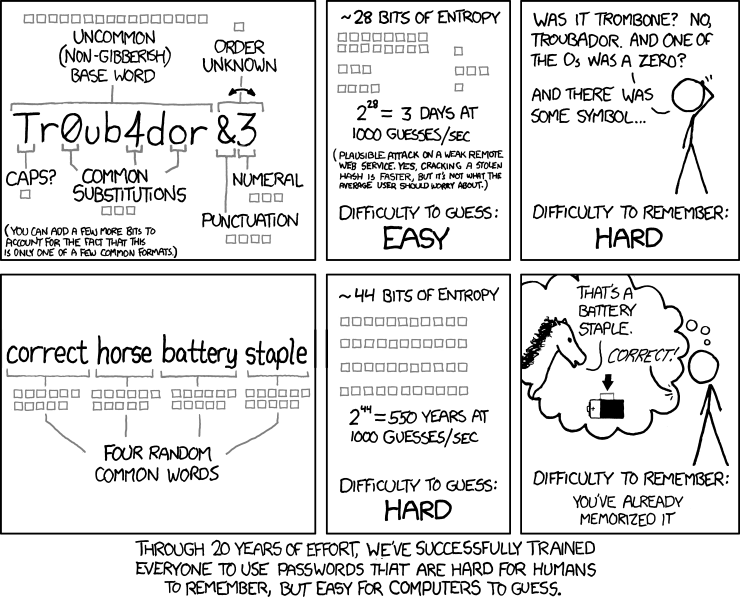 UNCOMMON
(NON-GIBBERISH)
BASE WORD
ORDER
UNKNOWN
Tr0ub4dor &3
CAPS?
COMMON
SUBSTITUTIONS
NUMERAL
PUNCTUATION
(YOU CAN ADD A FEW MORE BITS TO
ACCOUNT FOR THE FACT THAT THIS
IS ONLY ONE OF A FEW COMMON FORMATS.)
~28 BITS OF ENTROPY
2^28 = 3 DAYS AT
1000 GUESSES/SEC
(PLAUSIBLE ATTACK ON A WEAK REMOTE
WEB SERVICE. YES, CRACKING A STOLEN
HASH IS FASTER, BUT IT'S NOT WHAT THE
AVERAGE USER SHOULD WORRY ABOUT.)
DIFFICULTY TO GUESS:
EASY
WAS IT TROMBONE? NO,
TROUBADOR. AND ONE OF
THE Os WAS A ZERO?
AND THERE WAS
SOME SYMBOL...
DIFFICULTY TO REMEMBER:
HARD
correct horse battery staple
FOUR RANDOM
COMMON WORDS
~44 BITS OF ENTROPY
2^44 = 550 YEARS AT
1000 GUESSES/SEC
DIFFICULTY TO GUESS:
HARD
THAT'S A
BATTERY
STAPLE.
CORRECT!
DIFFICULTY TO REMEMBER:
YOU'VE ALREADY
MEMORIZED IT
THROUGH 20 YEARS OF EFFORT, WE'VE SUCCESSFULLY TRAINED
EVERYONE TO USE PASSWORDS THAT ARE HARD FOR HUMANS
TO REMEMBER, BUT EASY FOR COMPUTERS TO GUESS.